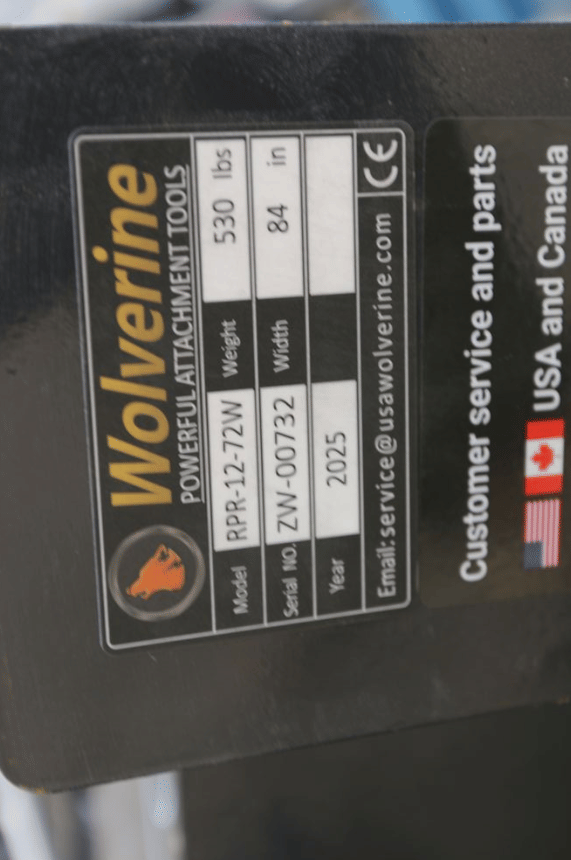 Wolverine
POWERFUL ATTACHMENT TOOLS
Model RPR-12-72W Weight 530 lbs
Serial NO. ZW-00732 Width 84 in
Year 2025
Email: service@usawolverine.com CE
Customer service and parts
USA and Canada